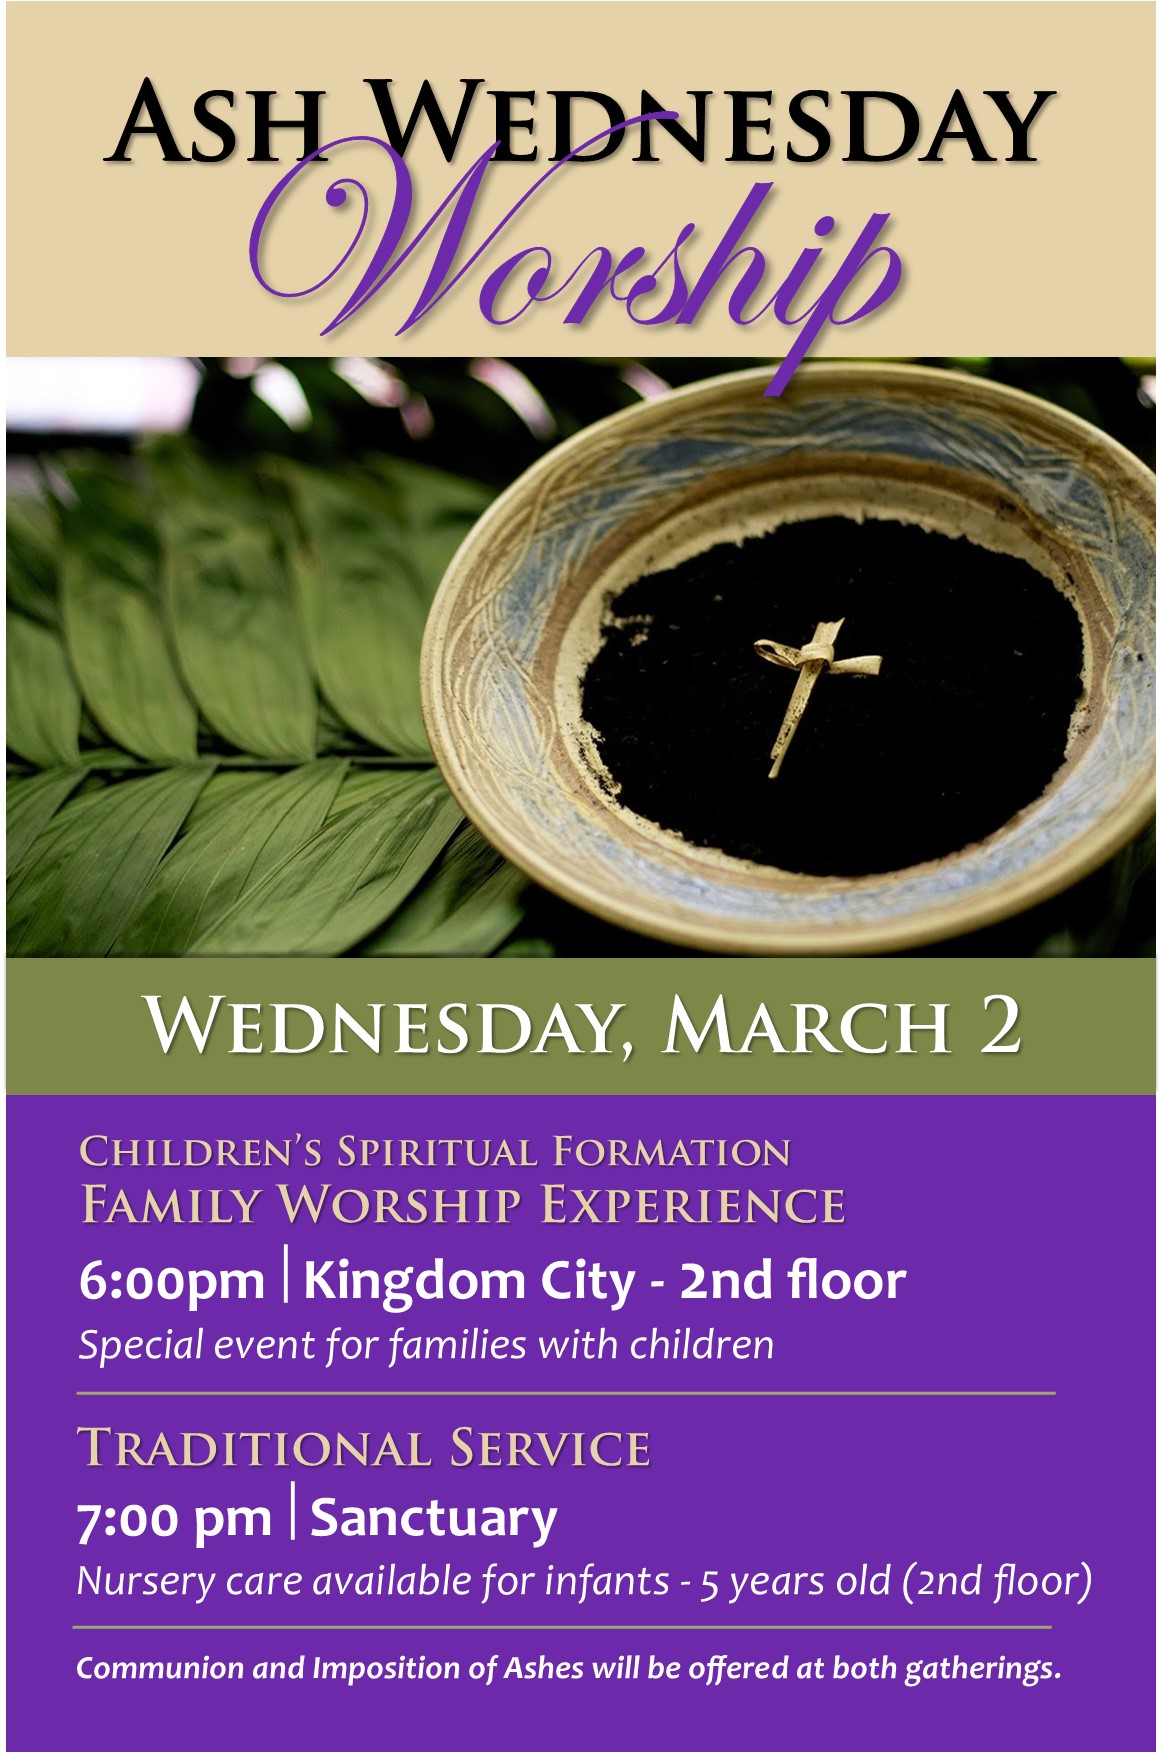 Ash Wednesday
Worship
Wednesday, March 2
Children's Spiritual Formation
Family Worship Experience
6:00pm | Kingdom City - 2nd floor
Special event for families with children
Traditional Service
7:00 pm | Sanctuary
Nursery care available for infants - 5 years old (2nd floor)
Communion and Imposition of Ashes will be offered at both gatherings.